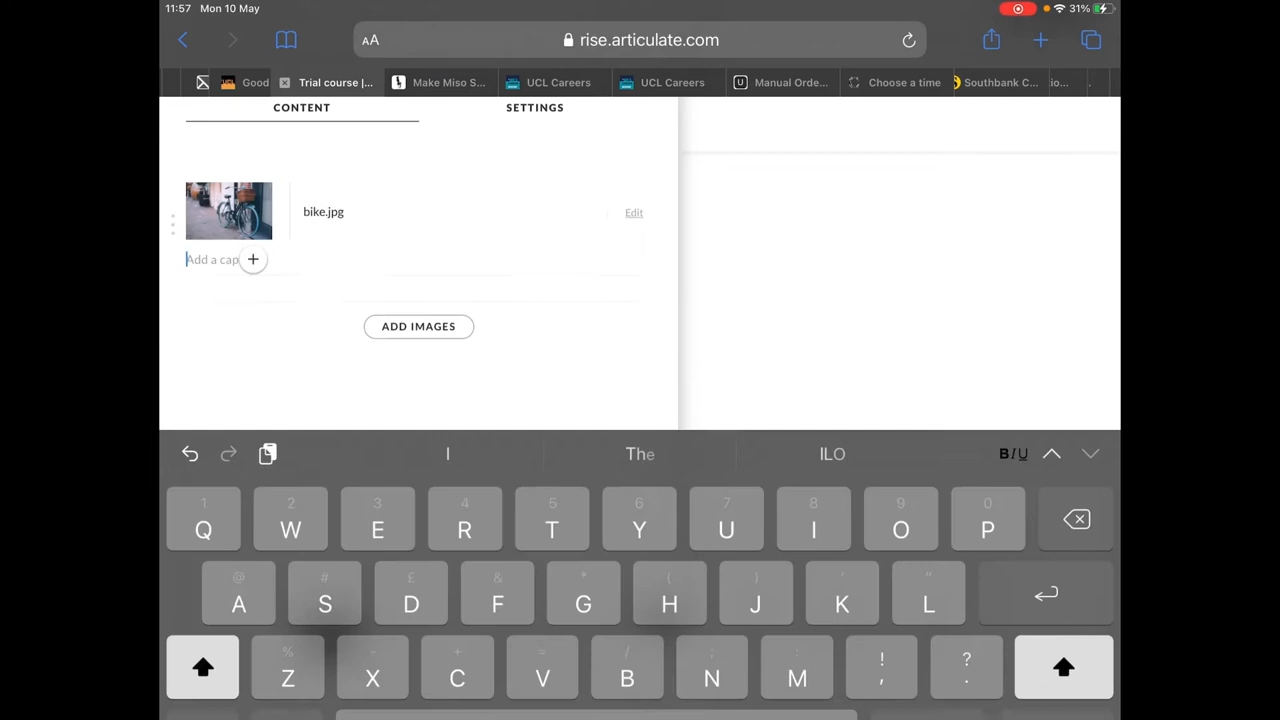 11:57 Mon 10 May 31%
AA rise.articulate.com
Good Trial course |... Make Miso S... UCL Careers UCL Careers Manual Orde... Choose a time Southbank C... io...
CONTENT SETTINGS
bike.jpg Edit
Add a cap +
ADD IMAGES
I The ILO BIU
1 2 3 4 5 6 7 8 9 0
Q W E R T Y U I O P
@ # £ & * ( ) ' "
A S D F G H J K L
% - + = / ; : ! ?
Z X C V B N M , .